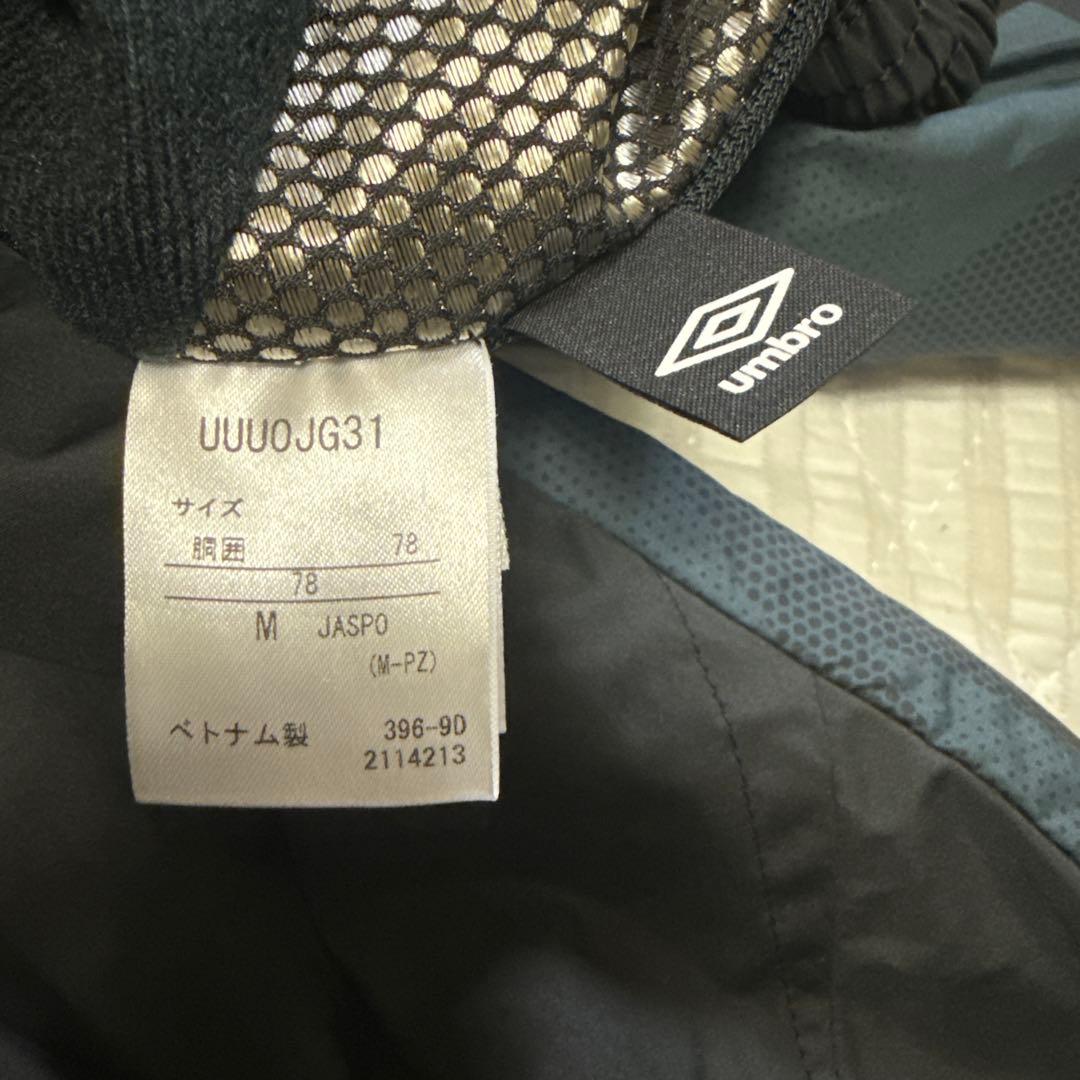 umbro
UUUOJG31
サイズ
胴囲 78
78
M JASPO
(M-PZ)
ベトナム製 396-9D
2114213